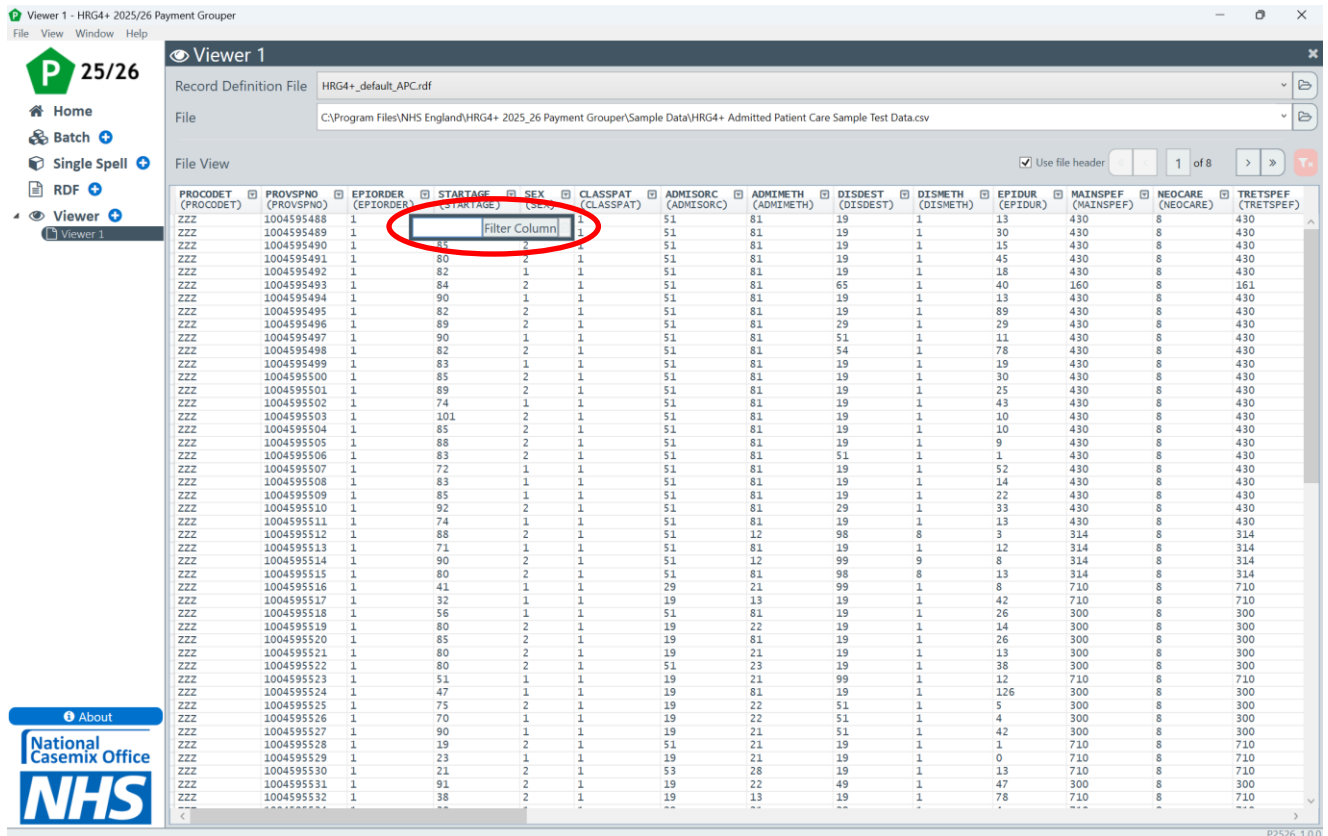 Viewer 1 - HRG4+ 2025/26 Payment Grouper
File View Window Help
P 25/26
Home
Batch
Single Spell
RDF
Viewer
Viewer 1
About
National
Casemix Office
NHS
Viewer 1
Record Definition File HRG4+_default_APC.rdf
File C:\Program Files\NHS England\HRG4+ 2025_26 Payment Grouper\Sample Data\HRG4+ Admitted Patient Care Sample Test Data.csv
File View Use file header 1 of 8
PROCODET PROVSPNO EPIORDER STARTAGE SEX CLASSPAT ADMISORC ADMIMETH DISDEST DISMETH EPIDUR MAINSPEF NEOCARE TRETSPEF
(PROCODET) (PROVSPNO) (EPIORDER) (STARTAGE) (SEX) (CLASSPAT) (ADMISORC) (ADMIMETH) (DISDEST) (DISMETH) (EPIDUR) (MAINSPEF) (NEOCARE) (TRETSPEF)
ZZZ 1004595488 1 1 51 81 19 1 13 430 8 430
ZZZ 1004595489 1 Filter Column 1 51 81 19 1 30 430 8 430
ZZZ 1004595490 1 85 2 1 51 81 19 1 15 430 8 430
ZZZ 1004595491 1 80 2 1 51 81 19 1 45 430 8 430
ZZZ 1004595492 1 82 1 1 51 81 19 1 18 430 8 430
ZZZ 1004595493 1 84 2 1 51 81 65 1 40 160 8 161
ZZZ 1004595494 1 90 1 1 51 81 19 1 13 430 8 430
ZZZ 1004595495 1 82 2 1 51 81 19 1 89 430 8 430
ZZZ 1004595496 1 89 2 1 51 81 29 1 29 430 8 430
ZZZ 1004595497 1 90 1 1 51 81 51 1 11 430 8 430
ZZZ 1004595498 1 82 2 1 51 81 54 1 78 430 8 430
ZZZ 1004595499 1 83 1 1 51 81 19 1 19 430 8 430
ZZZ 1004595500 1 85 2 1 51 81 19 1 30 430 8 430
ZZZ 1004595501 1 89 2 1 51 81 19 1 25 430 8 430
ZZZ 1004595502 1 74 1 1 51 81 19 1 43 430 8 430
ZZZ 1004595503 1 101 2 1 51 81 19 1 10 430 8 430
ZZZ 1004595504 1 85 2 1 51 81 19 1 10 430 8 430
ZZZ 1004595505 1 88 2 1 51 81 19 1 9 430 8 430
ZZZ 1004595506 1 83 2 1 51 81 51 1 1 430 8 430
ZZZ 1004595507 1 72 1 1 51 81 19 1 52 430 8 430
ZZZ 1004595508 1 83 1 1 51 81 19 1 14 430 8 430
ZZZ 1004595509 1 85 1 1 51 81 19 1 22 430 8 430
ZZZ 1004595510 1 92 2 1 51 81 29 1 33 430 8 430
ZZZ 1004595511 1 74 1 1 51 81 19 1 13 430 8 430
ZZZ 1004595512 1 88 2 1 51 12 98 8 3 314 8 314
ZZZ 1004595513 1 71 1 1 51 81 19 1 12 314 8 314
ZZZ 1004595514 1 90 2 1 51 12 99 9 8 314 8 314
ZZZ 1004595515 1 80 2 1 51 81 98 8 13 314 8 314
ZZZ 1004595516 1 41 1 1 29 21 99 1 8 710 8 710
ZZZ 1004595517 1 32 1 1 19 13 19 1 42 710 8 710
ZZZ 1004595518 1 56 1 1 51 81 19 1 26 300 8 300
ZZZ 1004595519 1 80 2 1 19 22 19 1 14 300 8 300
ZZZ 1004595520 1 85 2 1 19 81 19 1 26 300 8 300
ZZZ 1004595521 1 80 2 1 19 21 19 1 13 300 8 300
ZZZ 1004595522 1 80 2 1 51 23 19 1 38 300 8 300
ZZZ 1004595523 1 51 1 1 19 21 99 1 12 710 8 710
ZZZ 1004595524 1 47 1 1 19 81 19 1 126 300 8 300
ZZZ 1004595525 1 75 2 1 19 22 51 1 5 300 8 300
ZZZ 1004595526 1 70 1 1 19 22 51 1 4 300 8 300
ZZZ 1004595527 1 90 1 1 19 21 51 1 42 300 8 300
ZZZ 1004595528 1 19 2 1 51 21 19 1 1 710 8 710
ZZZ 1004595529 1 23 1 1 19 21 19 1 0 710 8 710
ZZZ 1004595530 1 21 2 1 53 28 19 1 13 710 8 710
ZZZ 1004595531 1 91 2 1 19 22 49 1 47 300 8 300
ZZZ 1004595532 1 38 2 1 19 13 19 1 78 710 8 710
P2526_1.0.0